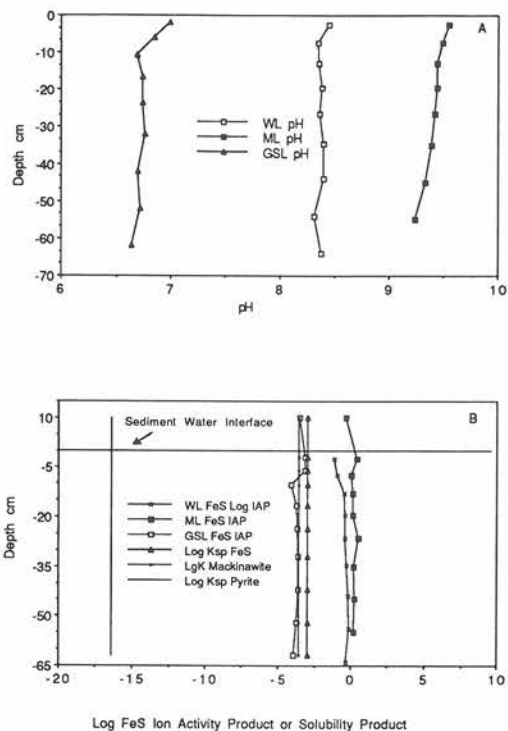 A
0
-10
-20
-30
-40
-50
-60
-70
Depth cm
WL pH
ML pH
GSL pH
6
7
8
9
10
pH
B
10
-5
-20
-35
-50
-65
Depth cm
Sediment Water Interface
WL FeS Log IAP
ML FeS IAP
GSL FeS IAP
Log Ksp FeS
LgK Mackinawite
Log Ksp Pyrite
-20
-15
-10
-5
0
5
10
Log FeS Ion Activity Product or Solubility Product